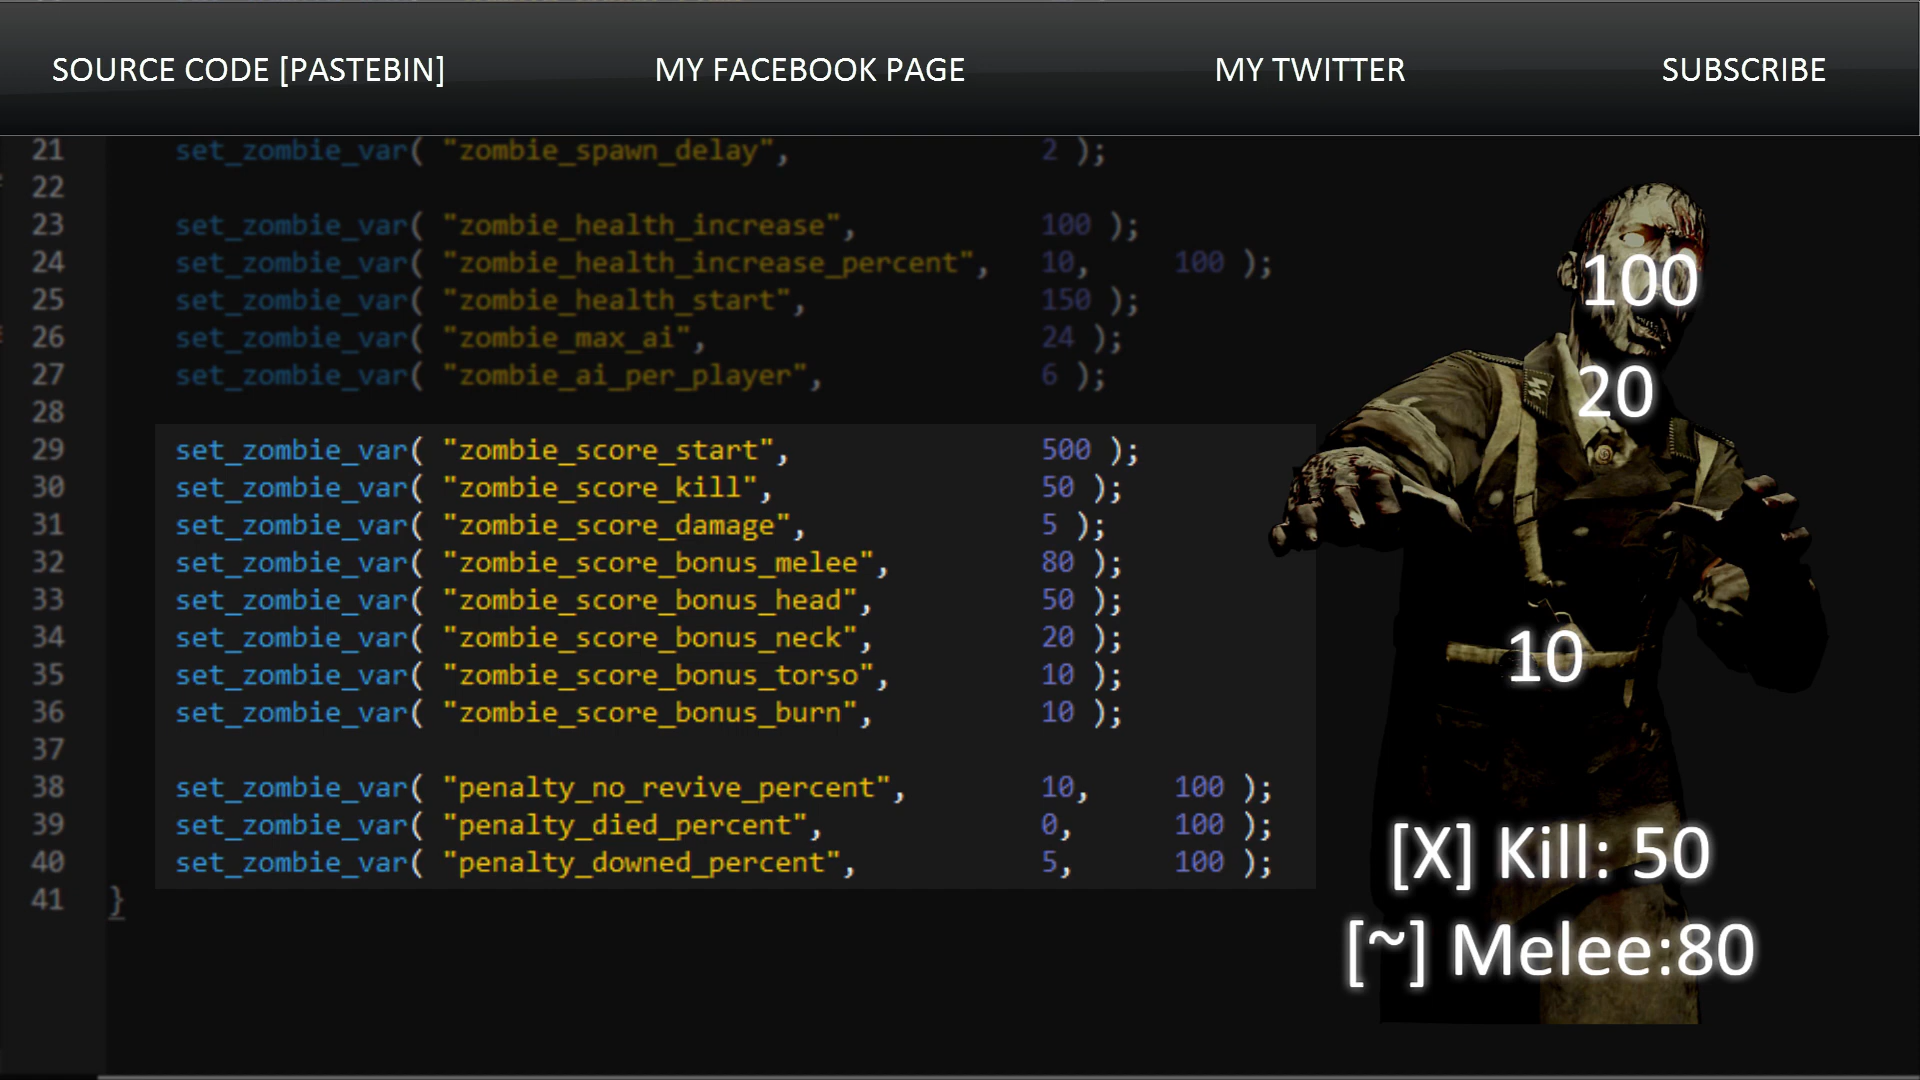 SOURCE CODE [PASTEBIN] MY FACEBOOK PAGE MY TWITTER SUBSCRIBE
21 set_zombie_var( "zombie_spawn_delay", 2 );
22
23 set_zombie_var( "zombie_health_increase", 100 );
24 set_zombie_var( "zombie_health_increase_percent", 10, 100 );
25 set_zombie_var( "zombie_health_start", 150 );
26 set_zombie_var( "zombie_max_ai", 24 );
27 set_zombie_var( "zombie_ai_per_player", 6 );
28
29 set_zombie_var( "zombie_score_start", 500 );
30 set_zombie_var( "zombie_score_kill", 50 );
31 set_zombie_var( "zombie_score_damage", 5 );
32 set_zombie_var( "zombie_score_bonus_melee", 80 );
33 set_zombie_var( "zombie_score_bonus_head", 50 );
34 set_zombie_var( "zombie_score_bonus_neck", 20 );
35 set_zombie_var( "zombie_score_bonus_torso", 10 );
36 set_zombie_var( "zombie_score_bonus_burn", 10 );
37
38 set_zombie_var( "penalty_no_revive_percent", 10, 100 );
39 set_zombie_var( "penalty_died_percent", 0, 100 );
40 set_zombie_var( "penalty_downed_percent", 5, 100 );
41 }
100
20
10
[X] Kill: 50
[~] Melee:80